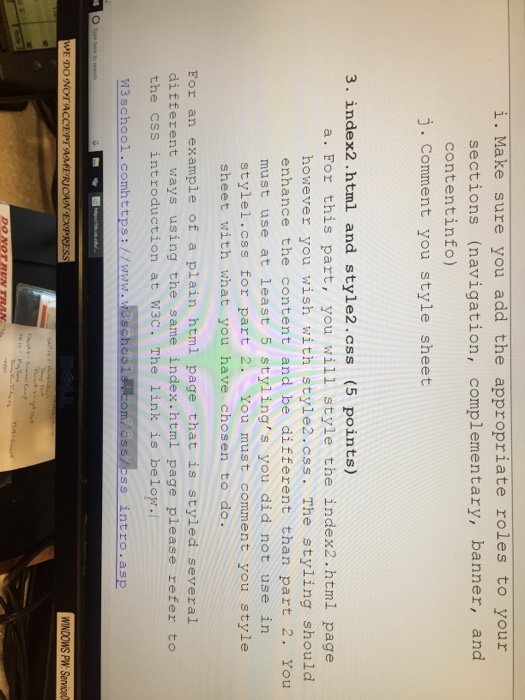 i. Make sure you add the appropriate roles to your
sections (navigation, complementary, banner, and
contentinfo)
j. Comment you style sheet
3. index2.html and style2.css (5 points)
a. For this part, you will style the index2.html page
however you wish with style2.css. The styling should
enhance the content and be different than part 2. You
must use at least 5 styling's you did not use in
style1.css for part 2. You must comment you style
sheet with what you have chosen to do.
For an example of a plain html page that is styled several
different ways using the same index.html page please refer to
the CSS introduction at W3C. The link is below.
W3school.comhttps://www.w3schools.com/css/css_intro.asp
Type here to search
DELL
WE DO NOT ACCEPT AMERICAN EXPRESS
WINDOWS PW:
DO NOT RUN TRAN